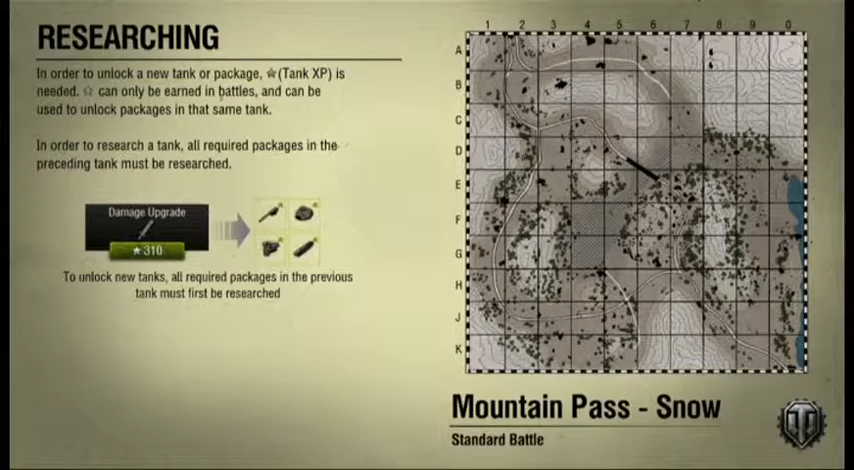 RESEARCHING
In order to unlock a new tank or package, ★(Tank XP) is
needed. ☆ can only be earned in battles, and can be
used to unlock packages in that same tank.
In order to research a tank, all required packages in the
preceding tank must be researched.
Damage Upgrade
★310
To unlock new tanks, all required packages in the previous
tank must first be researched
1 2 3 4 5 6 7 8 9 0
A
B
C
D
E
F
G
H
J
K
Mountain Pass - Snow
Standard Battle